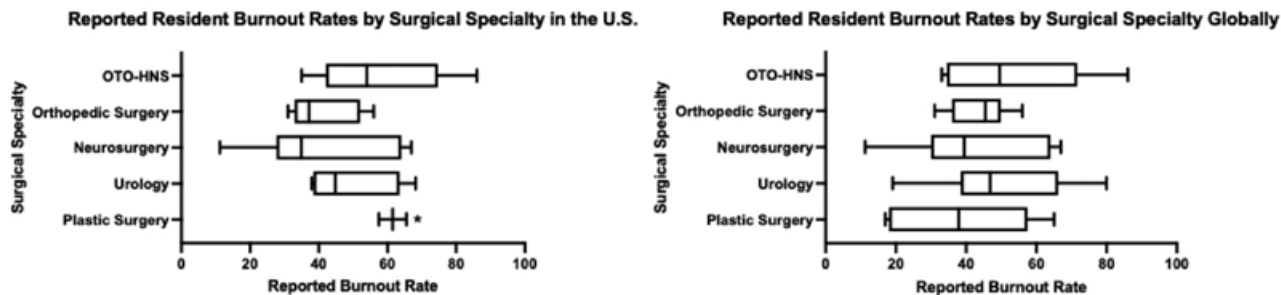 Reported Resident Burnout Rates by Surgical Specialty in the U.S.
Surgical Specialty
OTO-HNS
Orthopedic Surgery
Neurosurgery
Urology
Plastic Surgery
*
0 20 40 60 80 100
Reported Burnout Rate
Reported Resident Burnout Rates by Surgical Specialty Globally
Surgical Specialty
OTO-HNS
Orthopedic Surgery
Neurosurgery
Urology
Plastic Surgery
0 20 40 60 80 100
Reported Burnout Rate